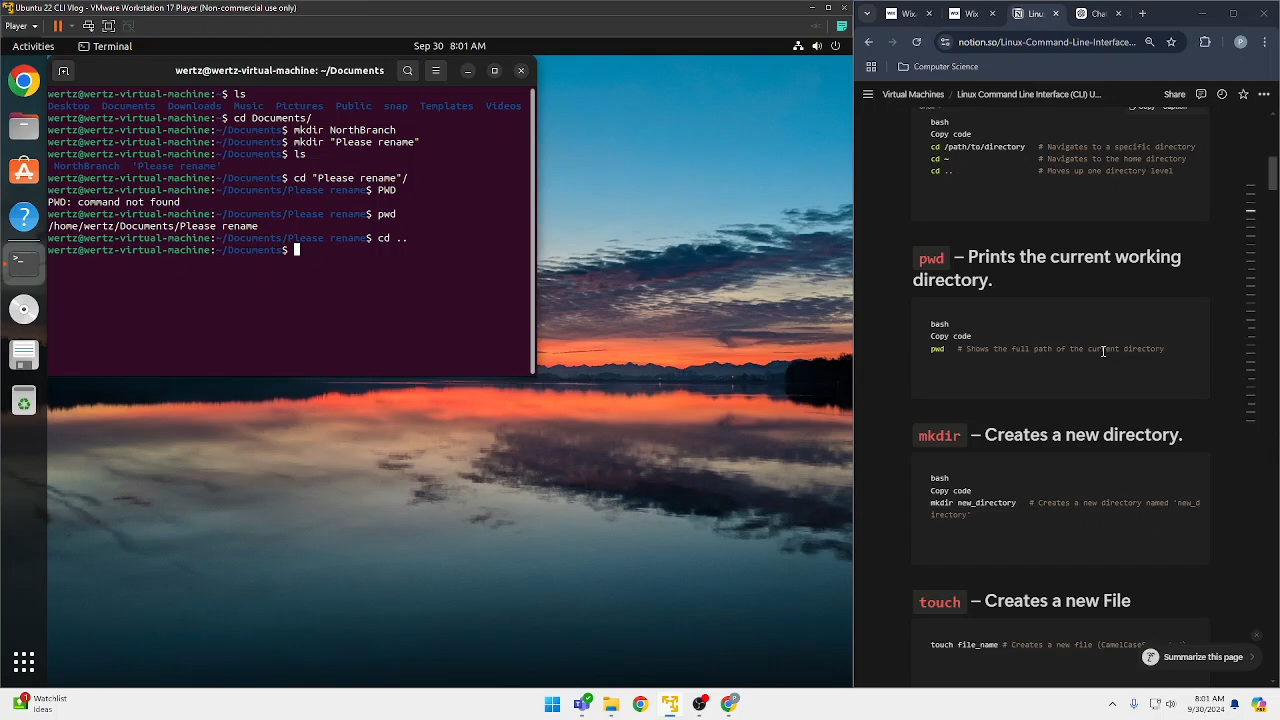 Ubuntu 22 CLI Vlog - VMware Workstation 17 Player (Non-commercial use only)
Player
Activities
Terminal
Sep 30 8:01 AM
wertz@wertz-virtual-machine: ~/Documents
wertz@wertz-virtual-machine:~$ ls
Desktop Documents Downloads Music Pictures Public snap Templates Videos
wertz@wertz-virtual-machine:~$ cd Documents/
wertz@wertz-virtual-machine:~/Documents$ mkdir NorthBranch
wertz@wertz-virtual-machine:~/Documents$ mkdir "Please rename"
wertz@wertz-virtual-machine:~/Documents$ ls
NorthBranch 'Please rename'
wertz@wertz-virtual-machine:~/Documents$ cd "Please rename"/
wertz@wertz-virtual-machine:~/Documents/Please rename$ PWD
PWD: command not found
wertz@wertz-virtual-machine:~/Documents/Please rename$ pwd
/home/wertz/Documents/Please rename
wertz@wertz-virtual-machine:~/Documents/Please rename$ cd ..
wertz@wertz-virtual-machine:~/Documents$
Wix
Wix
Linu
Chat
notion.so/Linux-Command-Line-Interface...
Computer Science
Virtual Machines / Linux Command Line Interface (CLI) U... Share
bash
Copy code
cd /path/to/directory # Navigates to a specific directory
cd ~ # Navigates to the home directory
cd .. # Moves up one directory level
pwd – Prints the current working
directory.
bash
Copy code
pwd # Shows the full path of the current directory
mkdir – Creates a new directory.
bash
Copy code
mkdir new_directory # Creates a new directory named 'new_d
irectory'
touch – Creates a new File
touch file_name # Creates a new file (CamelCase
Summarize this page
1
Watchlist
Ideas
8:01 AM
9/30/2024